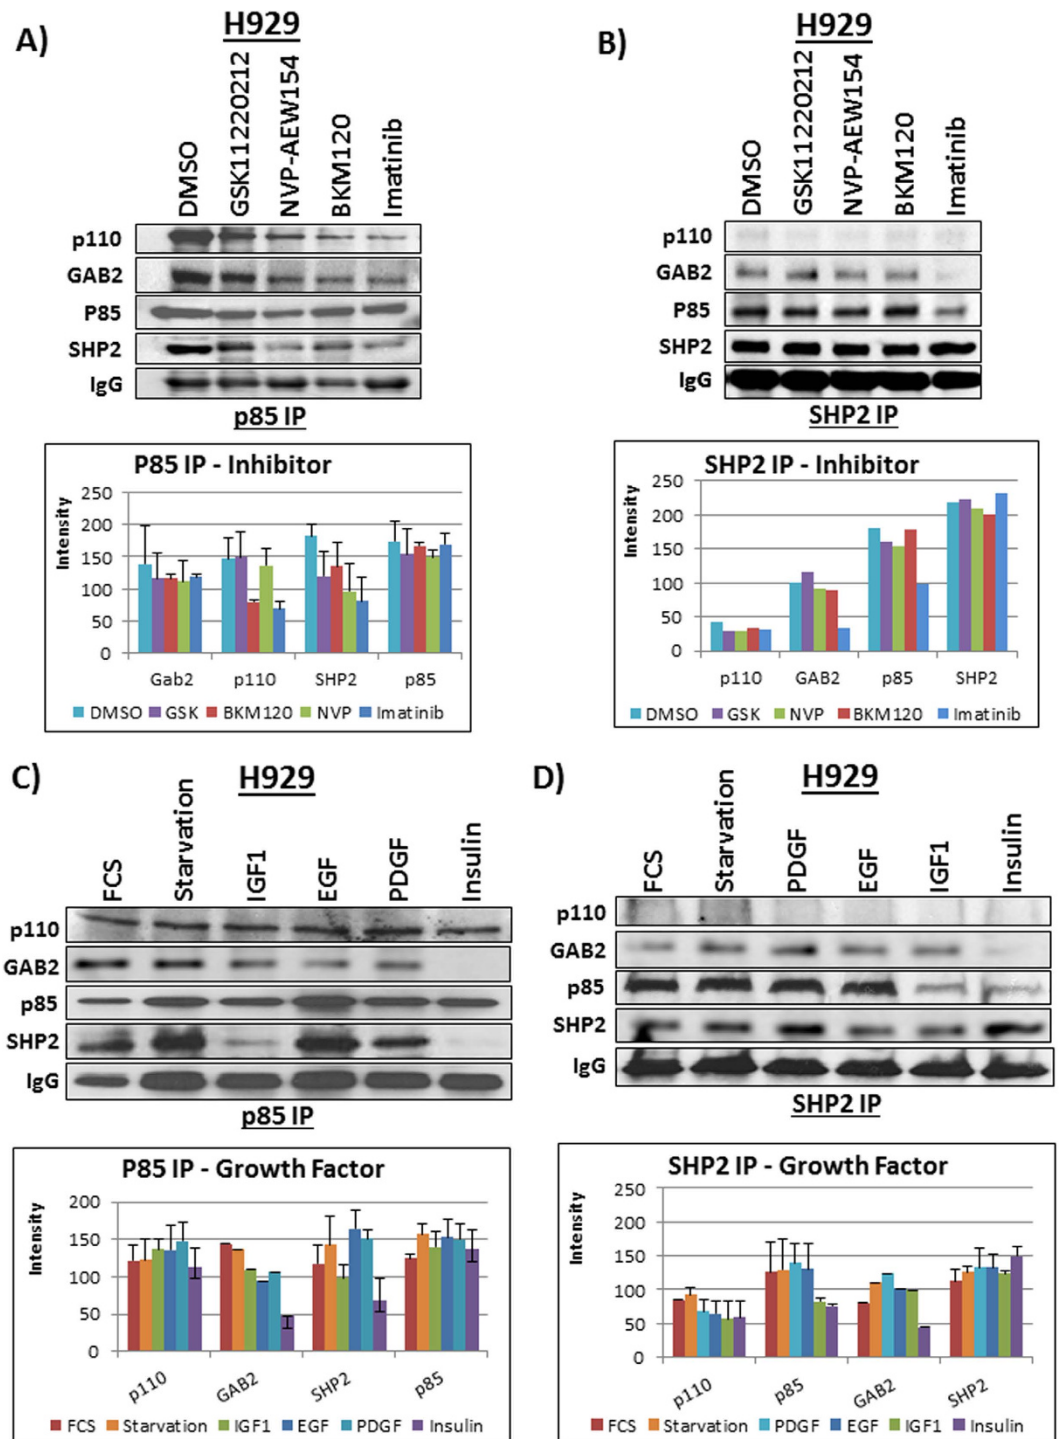 A)
H929
DMSO
GSK11220212
NVP-AEW154
BKM120
Imatinib
p110
GAB2
P85
SHP2
IgG
p85 IP
P85 IP - Inhibitor
Intensity
250
200
150
100
50
0
Gab2 p110 SHP2 p85
DMSO GSK BKM120 NVP Imatinib
B)
H929
DMSO
GSK11220212
NVP-AEW154
BKM120
Imatinib
p110
GAB2
P85
SHP2
IgG
SHP2 IP
SHP2 IP - Inhibitor
Intensity
250
200
150
100
50
0
p110 GAB2 p85 SHP2
DMSO GSK NVP BKM120 Imatinib
C)
H929
FCS
Starvation
IGF1
EGF
PDGF
Insulin
p110
GAB2
p85
SHP2
IgG
p85 IP
P85 IP - Growth Factor
Intensity
200
150
100
50
0
p110 GAB2 SHP2 p85
FCS Starvation IGF1 EGF PDGF Insulin
D)
H929
FCS
Starvation
PDGF
EGF
IGF1
Insulin
p110
GAB2
p85
SHP2
IgG
SHP2 IP
SHP2 IP - Growth Factor
Intensity
250
200
150
100
50
0
p110 p85 GAB2 SHP2
FCS Starvation PDGF EGF IGF1 Insulin